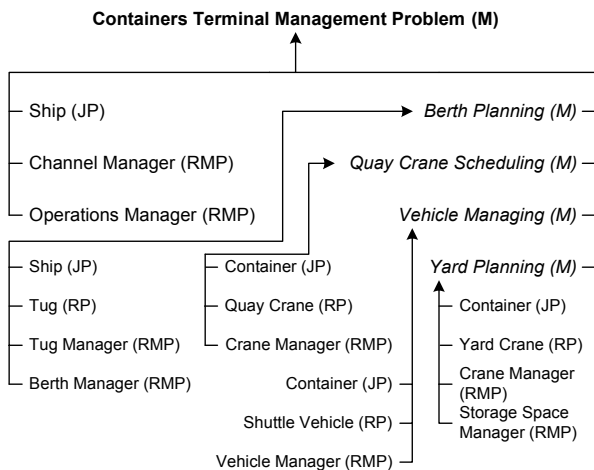 Containers Terminal Management Problem (M)
Ship (JP)
Berth Planning (M)
Channel Manager (RMP)
Quay Crane Scheduling (M)
Operations Manager (RMP)
Vehicle Managing (M)
Ship (JP)
Container (JP)
Yard Planning (M)
Tug (RP)
Quay Crane (RP)
Container (JP)
Tug Manager (RMP)
Crane Manager (RMP)
Yard Crane (RP)
Berth Manager (RMP)
Container (JP)
Crane Manager
(RMP)
Shuttle Vehicle (RP)
Storage Space
Manager (RMP)
Vehicle Manager (RMP)